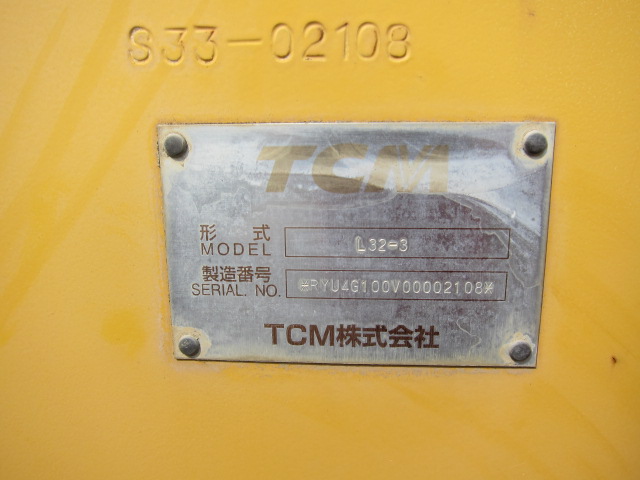 S33-02108
TCM
形式
MODEL L32-3
製造番号
SERIAL. NO. *RYU4G100V00002108*
TCM株式会社